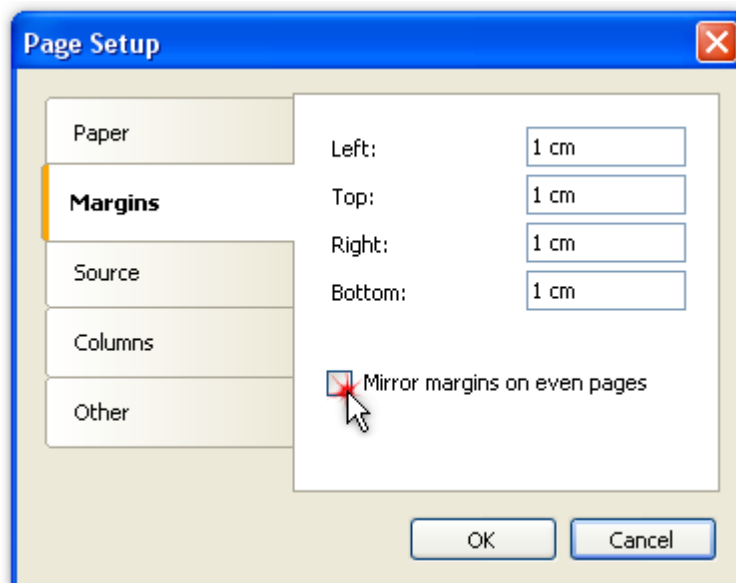 Page Setup
Paper
Margins
Source
Columns
Other
Left: 1 cm
Top: 1 cm
Right: 1 cm
Bottom: 1 cm
Mirror margins on even pages
OK Cancel